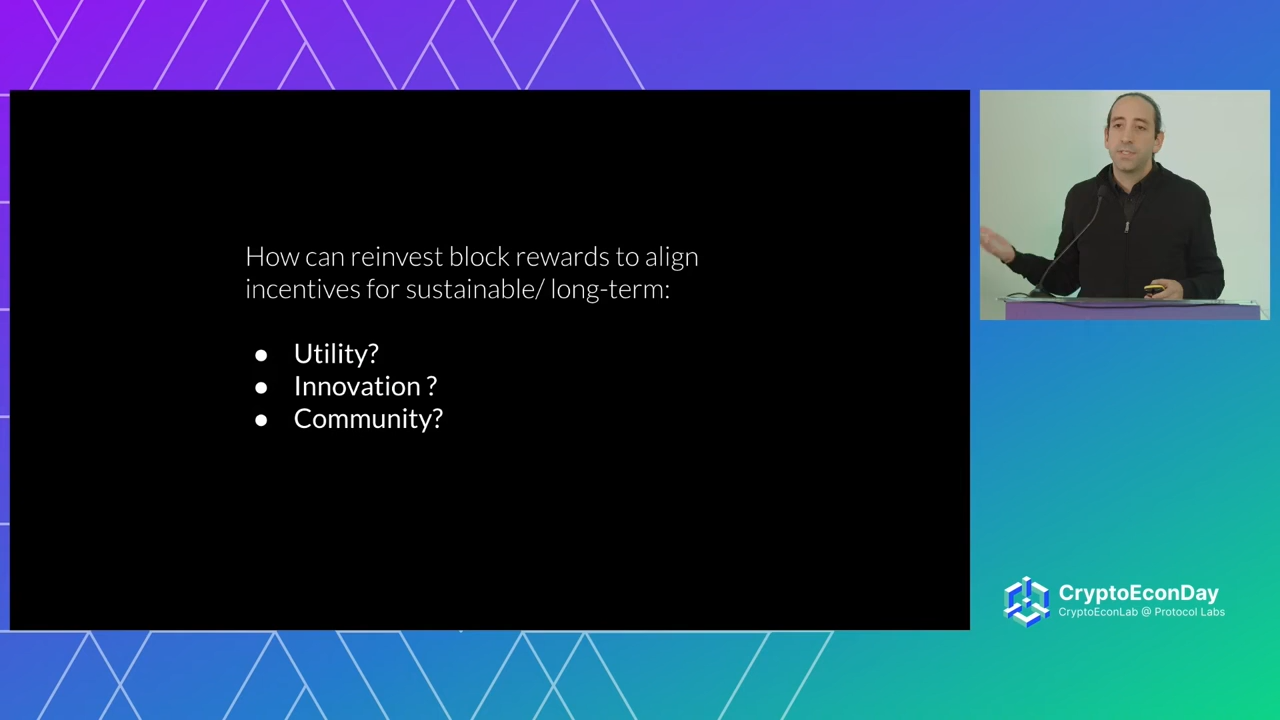 How can reinvest block rewards to align
incentives for sustainable/ long-term:
● Utility?
● Innovation ?
● Community?
CryptoEconDay
CryptoEconLab @ Protocol Labs